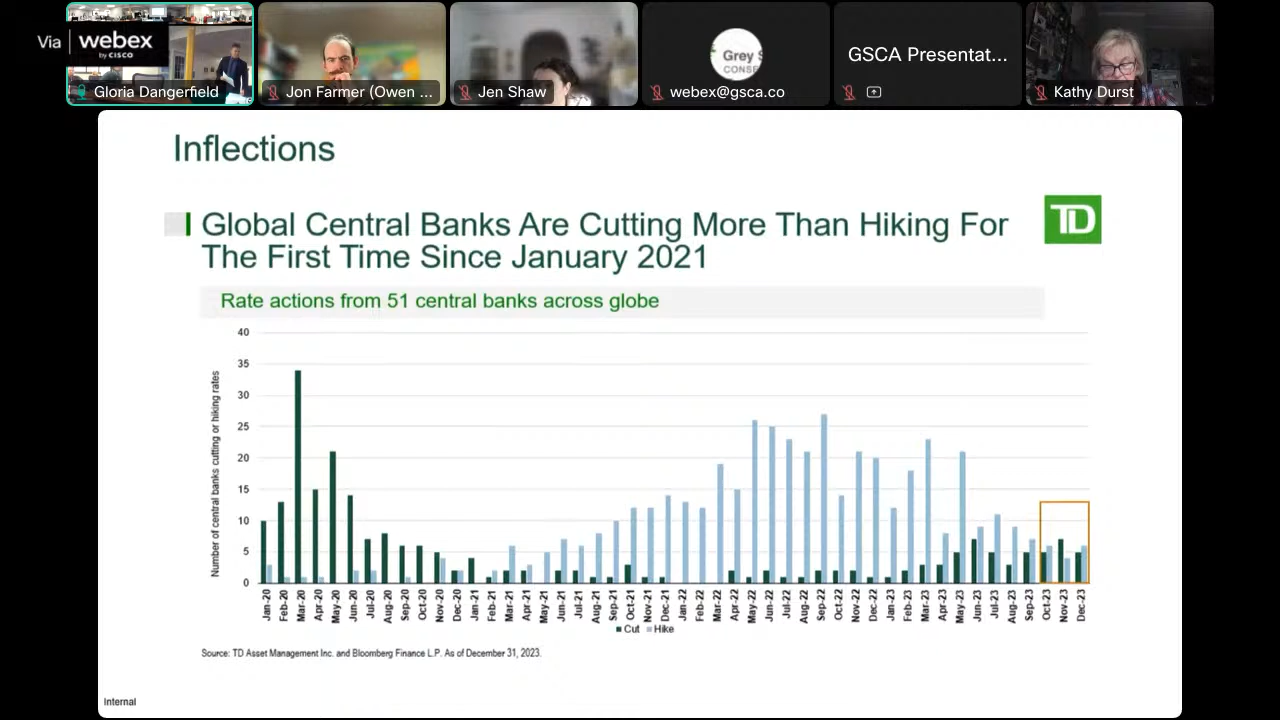 Via webex
by CISCO
Gloria Dangerfield
Jon Farmer (Owen ...
Jen Shaw
Grey
CONSE
webex@gsca.co
GSCA Presentat...
Kathy Durst
Inflections
Global Central Banks Are Cutting More Than Hiking For
The First Time Since January 2021
TD
Rate actions from 51 central banks across globe
Number of central banks cutting or hiking rates
40
35
30
25
20
15
10
5
0
Jan-20
Feb-20
Mar-20
Apr-20
May-20
Jun-20
Jul-20
Aug-20
Sep-20
Oct-20
Nov-20
Dec-20
Jan-21
Feb-21
Mar-21
Apr-21
May-21
Jun-21
Jul-21
Aug-21
Sep-21
Oct-21
Nov-21
Dec-21
Jan-22
Feb-22
Mar-22
Apr-22
May-22
Jun-22
Jul-22
Aug-22
Sep-22
Oct-22
Nov-22
Dec-22
Jan-23
Feb-23
Mar-23
Apr-23
May-23
Jun-23
Jul-23
Aug-23
Sep-23
Oct-23
Nov-23
Dec-23
Cut Hike
Source: TD Asset Management Inc. and Bloomberg Finance L.P. As of December 31, 2023.
Internal